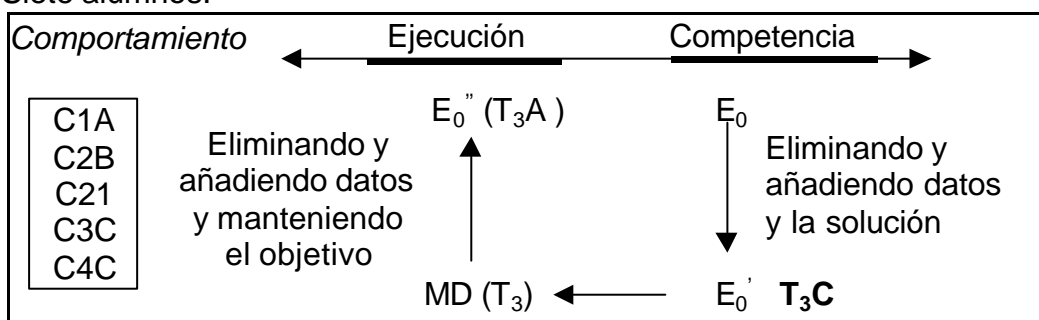 Siete alumnos.
Comportamiento Ejecución Competencia
C1A
C2B
C21
C3C
C4C
Eliminando y
añadiendo datos
y manteniendo
el objetivo
E₀” (T₃A )
MD (T₃)
E₀
Eliminando y
añadiendo datos
y la solución
E₀’ T₃C